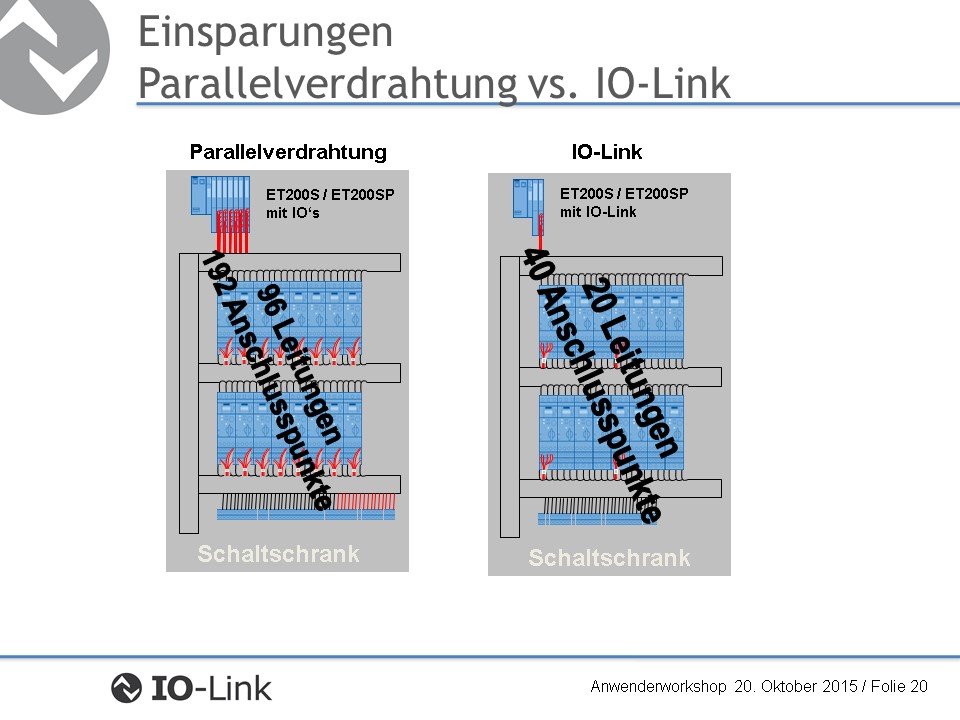 Einsparungen
Parallelverdrahtung vs. IO-Link
Parallelverdrahtung
ET200S / ET200SP
mit IO‘s
192 Anschlusspunkte
96 Leitungen
Schaltschrank
IO-Link
ET200S / ET200SP
mit IO-Link
40 Anschlusspunkte
20 Leitungen
Schaltschrank
IO-Link
Anwenderworkshop 20. Oktober 2015 / Folie 20